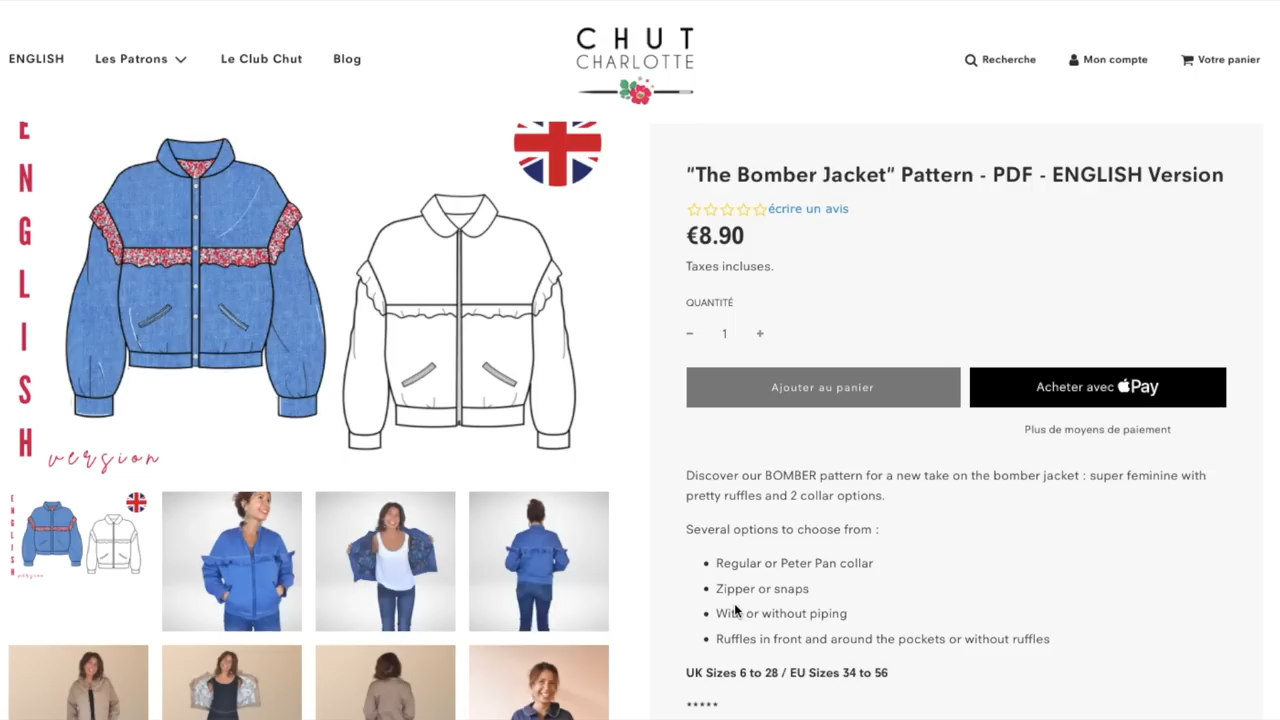 ENGLISH
Les Patrons
Le Club Chut
Blog
CHUT
CHARLOTTE
Recherche
Mon compte
Votre panier
ENGLISH
version
"The Bomber Jacket" Pattern - PDF - ENGLISH Version
écrire un avis
€8.90
Taxes incluses.
QUANTITÉ
− 1 +
Ajouter au panier
Acheter avec Pay
Plus de moyens de paiement
Discover our BOMBER pattern for a new take on the bomber jacket : super feminine with
pretty ruffles and 2 collar options.
Several options to choose from :
• Regular or Peter Pan collar
• Zipper or snaps
• With or without piping
• Ruffles in front and around the pockets or without ruffles
UK Sizes 6 to 28 / EU Sizes 34 to 56
*****
ENGLISH
version